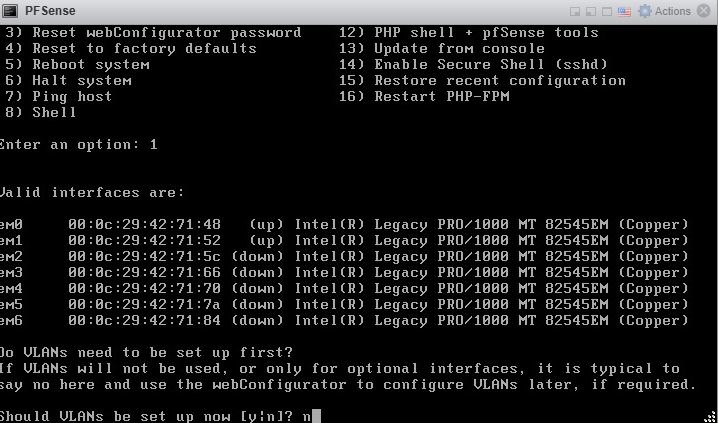 PFSense Actions
3) Reset webConfigurator password 12) PHP shell + pfSense tools
4) Reset to factory defaults 13) Update from console
5) Reboot system 14) Enable Secure Shell (sshd)
6) Halt system 15) Restore recent configuration
7) Ping host 16) Restart PHP-FPM
8) Shell
Enter an option: 1
Valid interfaces are:
em0 00:0c:29:42:71:48 (up) Intel(R) Legacy PRO/1000 MT 82545EM (Copper)
em1 00:0c:29:42:71:52 (up) Intel(R) Legacy PRO/1000 MT 82545EM (Copper)
em2 00:0c:29:42:71:5c (down) Intel(R) Legacy PRO/1000 MT 82545EM (Copper)
em3 00:0c:29:42:71:66 (down) Intel(R) Legacy PRO/1000 MT 82545EM (Copper)
em4 00:0c:29:42:71:70 (down) Intel(R) Legacy PRO/1000 MT 82545EM (Copper)
em5 00:0c:29:42:71:7a (down) Intel(R) Legacy PRO/1000 MT 82545EM (Copper)
em6 00:0c:29:42:71:84 (down) Intel(R) Legacy PRO/1000 MT 82545EM (Copper)
Do VLANs need to be set up first?
If VLANs will not be used, or only for optional interfaces, it is typical to
say no here and use the webConfigurator to configure VLANs later, if required.
Should VLANs be set up now [y¦n]? n